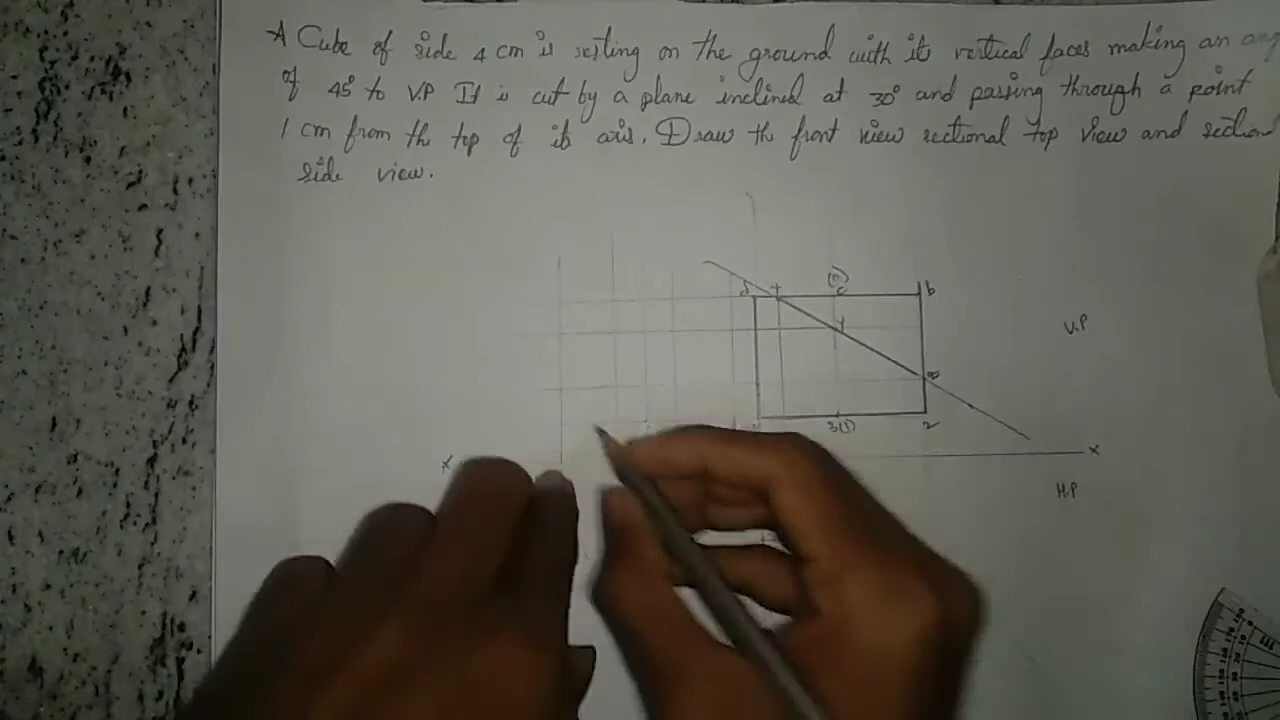 A Cube of side 4 cm is resting on the ground with its vertical faces making an ang
of 45° to V.P It is cut by a plane inclined at 30° and passing through a point
1 cm from the top of its axis. Draw the front view sectional top view and section
side view.
d
c
b
V.P
3(1)
2
X
X
H.P